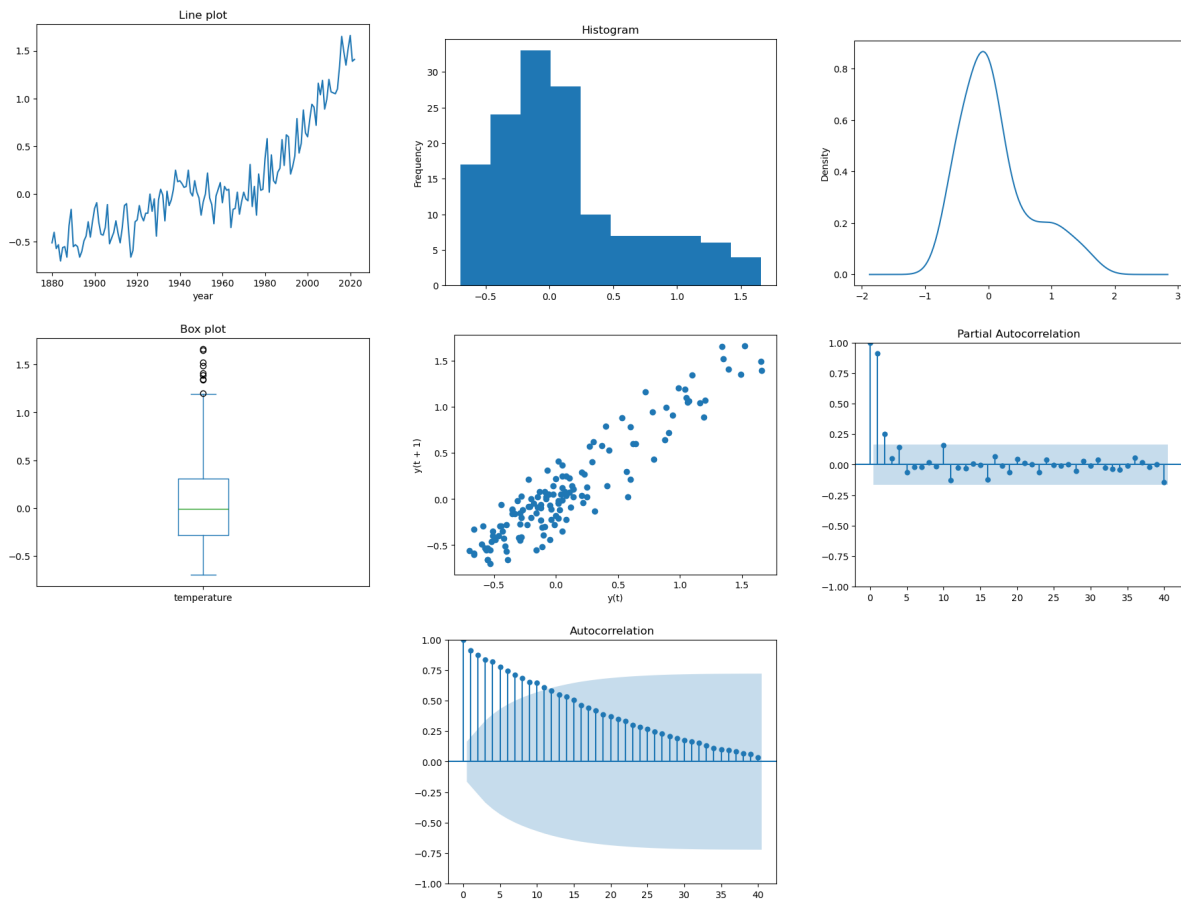 Line plot
1.5
1.0
0.5
0.0
−0.5
1880 1900 1920 1940 1960 1980 2000 2020
year
Histogram
Frequency
30
25
20
15
10
5
0
−0.5 0.0 0.5 1.0 1.5
Density
0.8
0.6
0.4
0.2
0.0
−2 −1 0 1 2 3
Box plot
1.5
1.0
0.5
0.0
−0.5
temperature
y(t + 1)
1.5
1.0
0.5
0.0
−0.5
−0.5 0.0 0.5 1.0 1.5
y(t)
Partial Autocorrelation
1.00
0.75
0.50
0.25
0.00
−0.25
−0.50
−0.75
−1.00
0 5 10 15 20 25 30 35 40
Autocorrelation
1.00
0.75
0.50
0.25
0.00
−0.25
−0.50
−0.75
−1.00
0 5 10 15 20 25 30 35 40